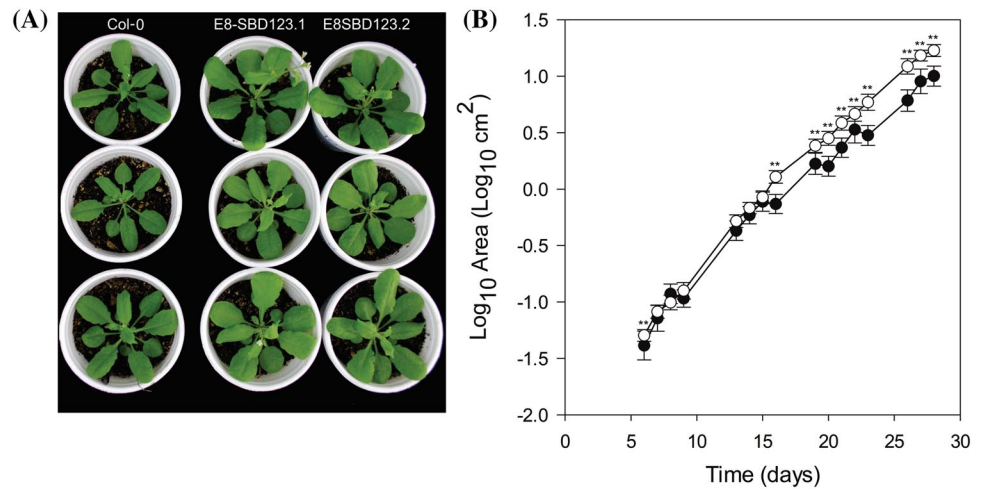 (A)
Col-0 E8-SBD123.1 E8SBD123.2
(B)
Log10 Area (Log10 cm2)
1.5
1.0
0.5
0.0
-0.5
-1.0
-1.5
-2.0
** ** ** ** ** ** ** ** ** ** **
0 5 10 15 20 25 30
Time (days)